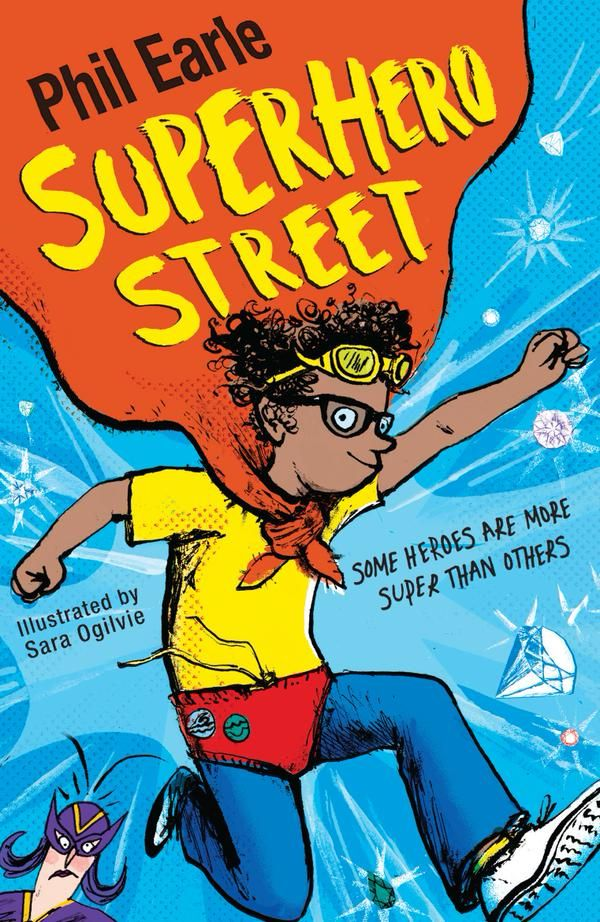 Phil Earle
SUPERHERO
STREET
SOME HEROES ARE MORE
SUPER THAN OTHERS
Illustrated by
Sara Ogilvie